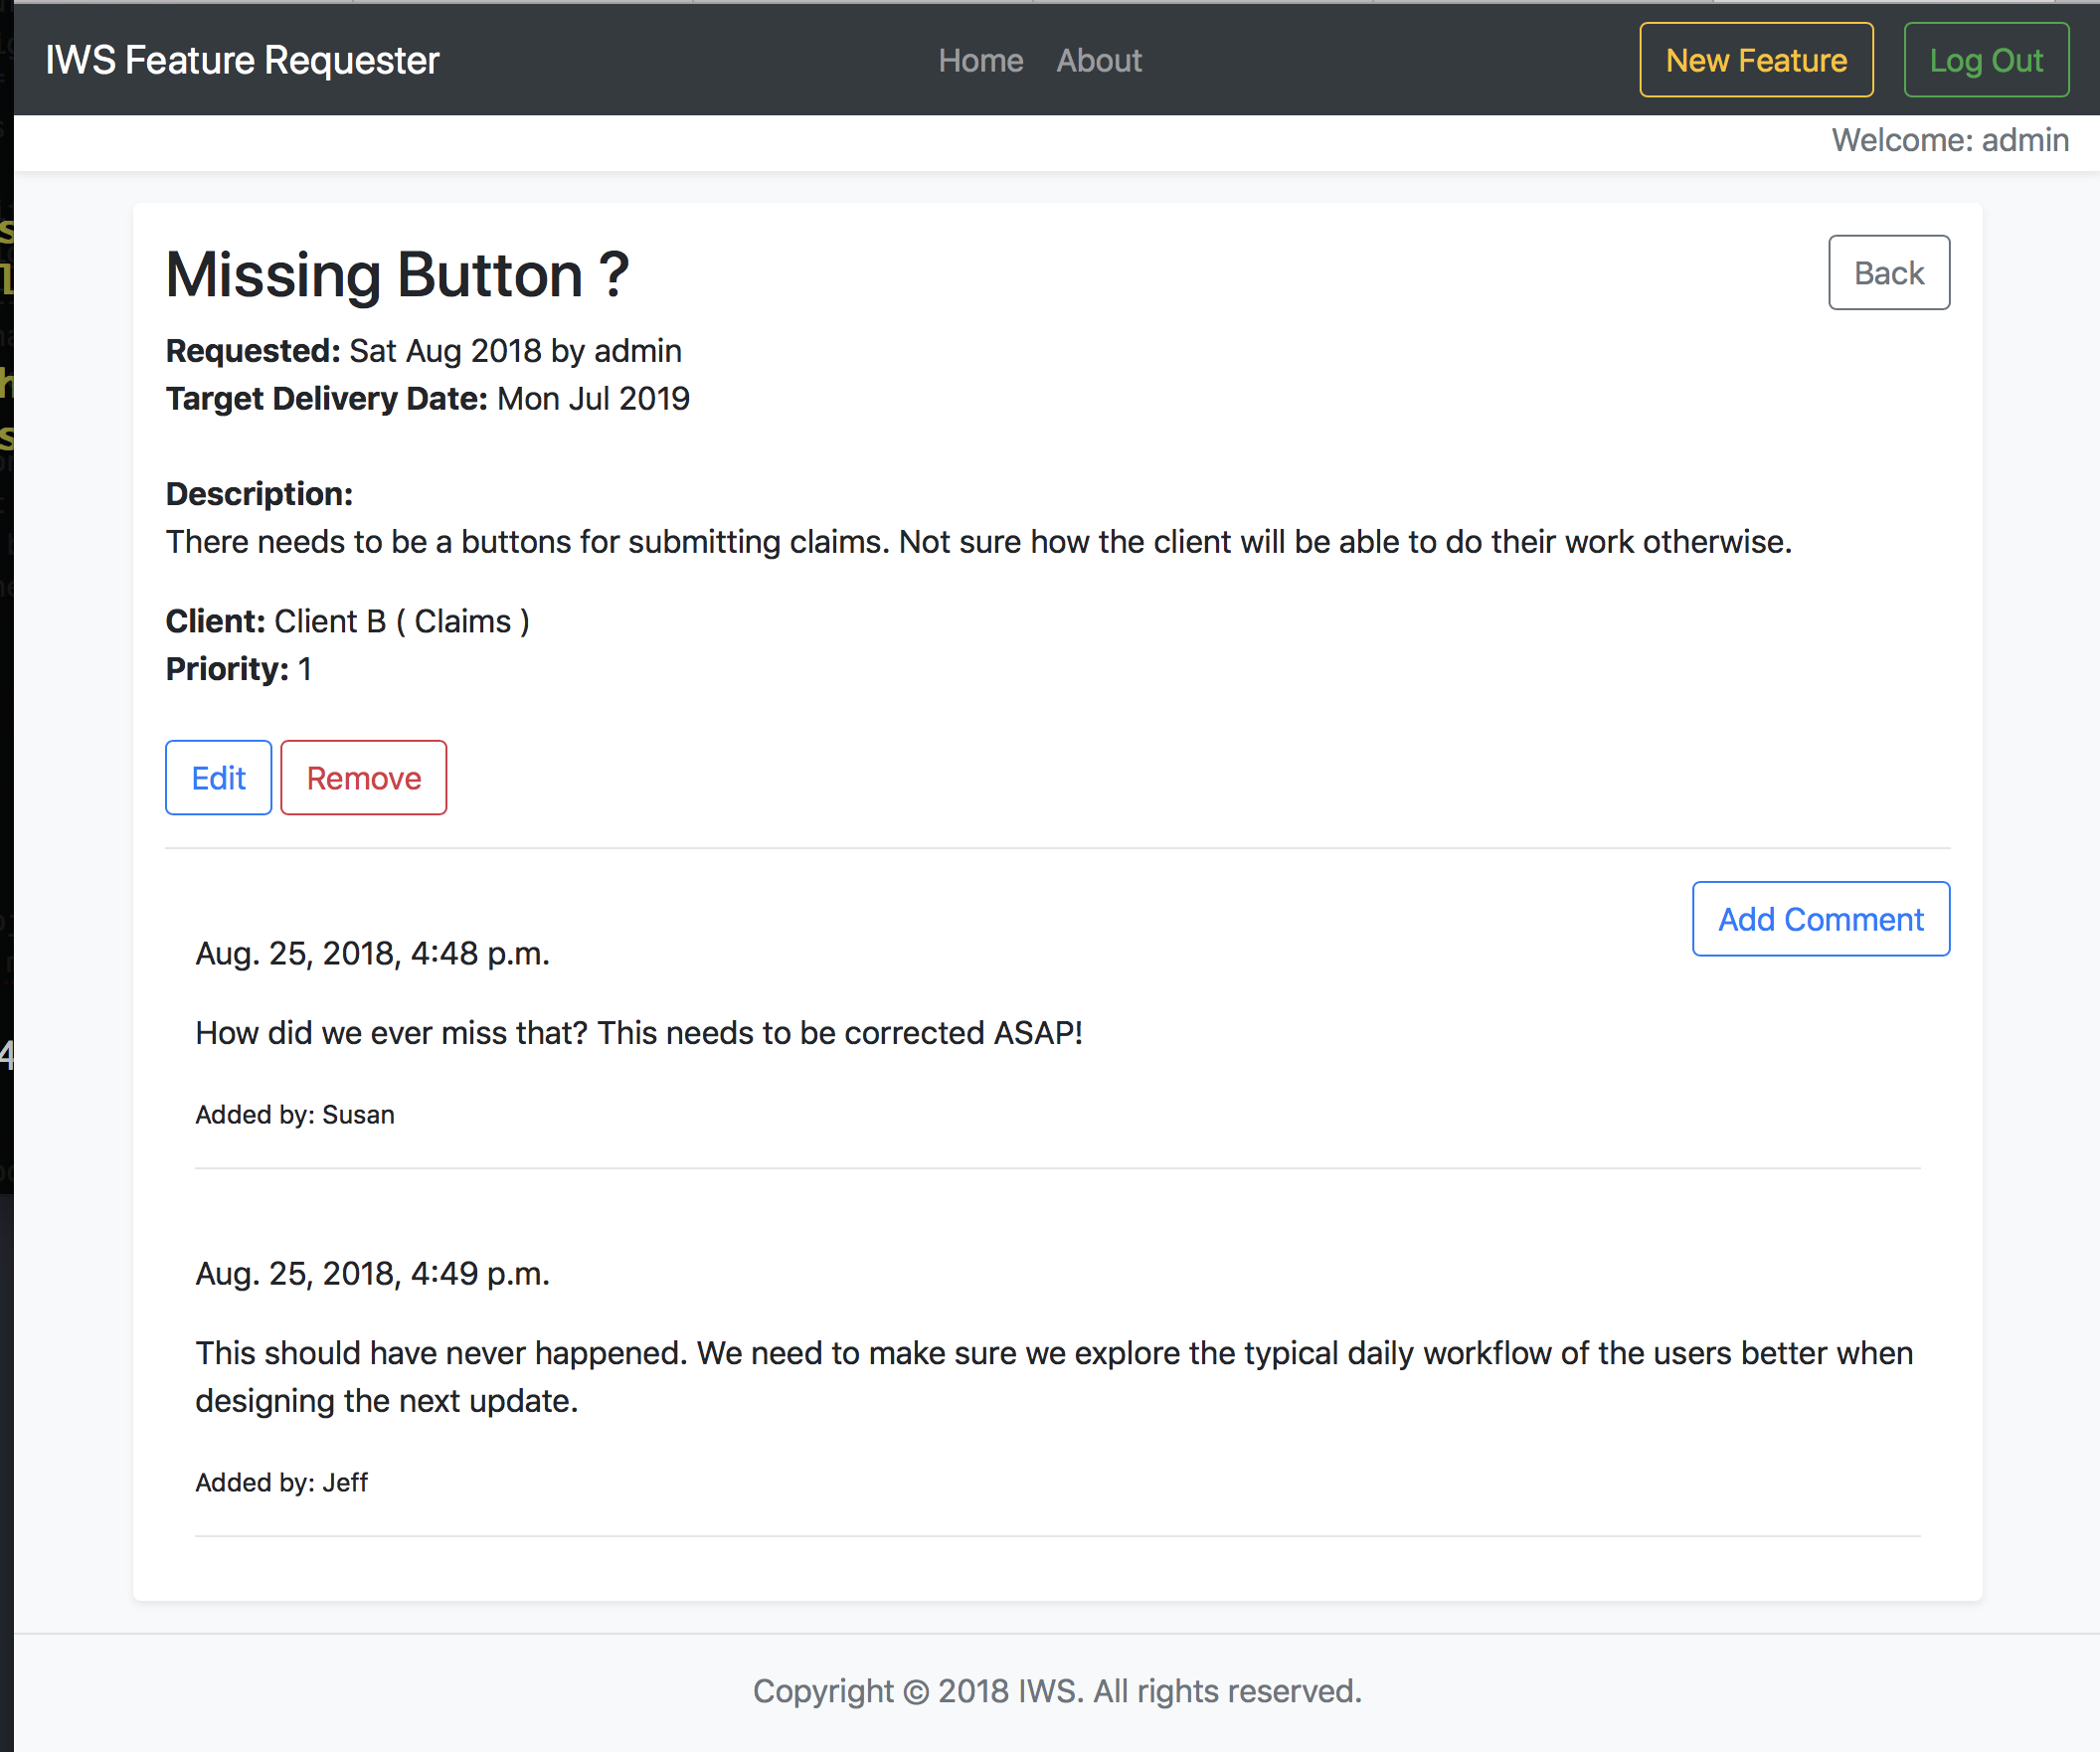 IWS Feature Requester Home About New Feature Log Out
Welcome: admin
Missing Button ? Back
Requested: Sat Aug 2018 by admin
Target Delivery Date: Mon Jul 2019
Description:
There needs to be a buttons for submitting claims. Not sure how the client will be able to do their work otherwise.
Client: Client B ( Claims )
Priority: 1
Edit Remove
Add Comment
Aug. 25, 2018, 4:48 p.m.
How did we ever miss that? This needs to be corrected ASAP!
Added by: Susan
Aug. 25, 2018, 4:49 p.m.
This should have never happened. We need to make sure we explore the typical daily workflow of the users better when
designing the next update.
Added by: Jeff
Copyright © 2018 IWS. All rights reserved.